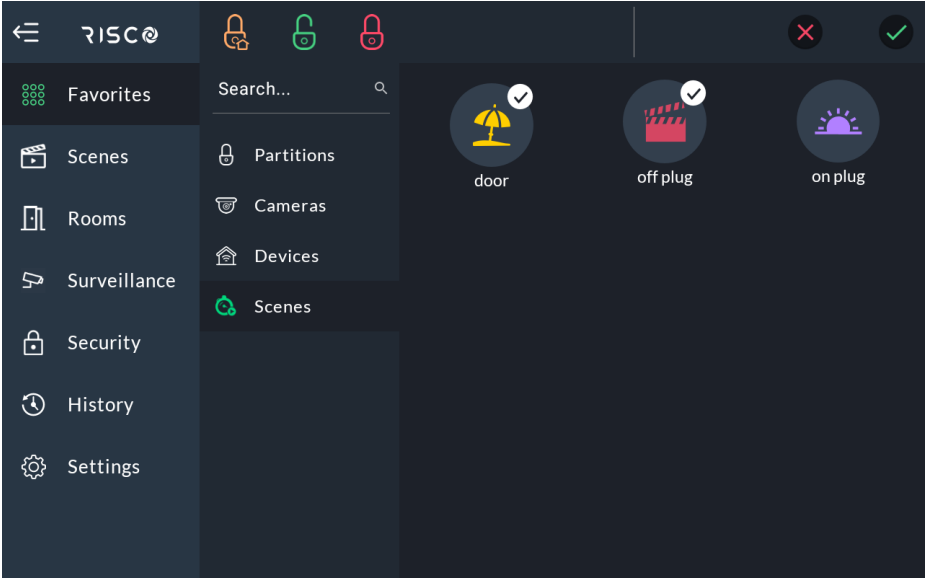 RISCO
Favorites
Scenes
Rooms
Surveillance
Security
History
Settings
Search...
Partitions
Cameras
Devices
Scenes
door
off plug
on plug